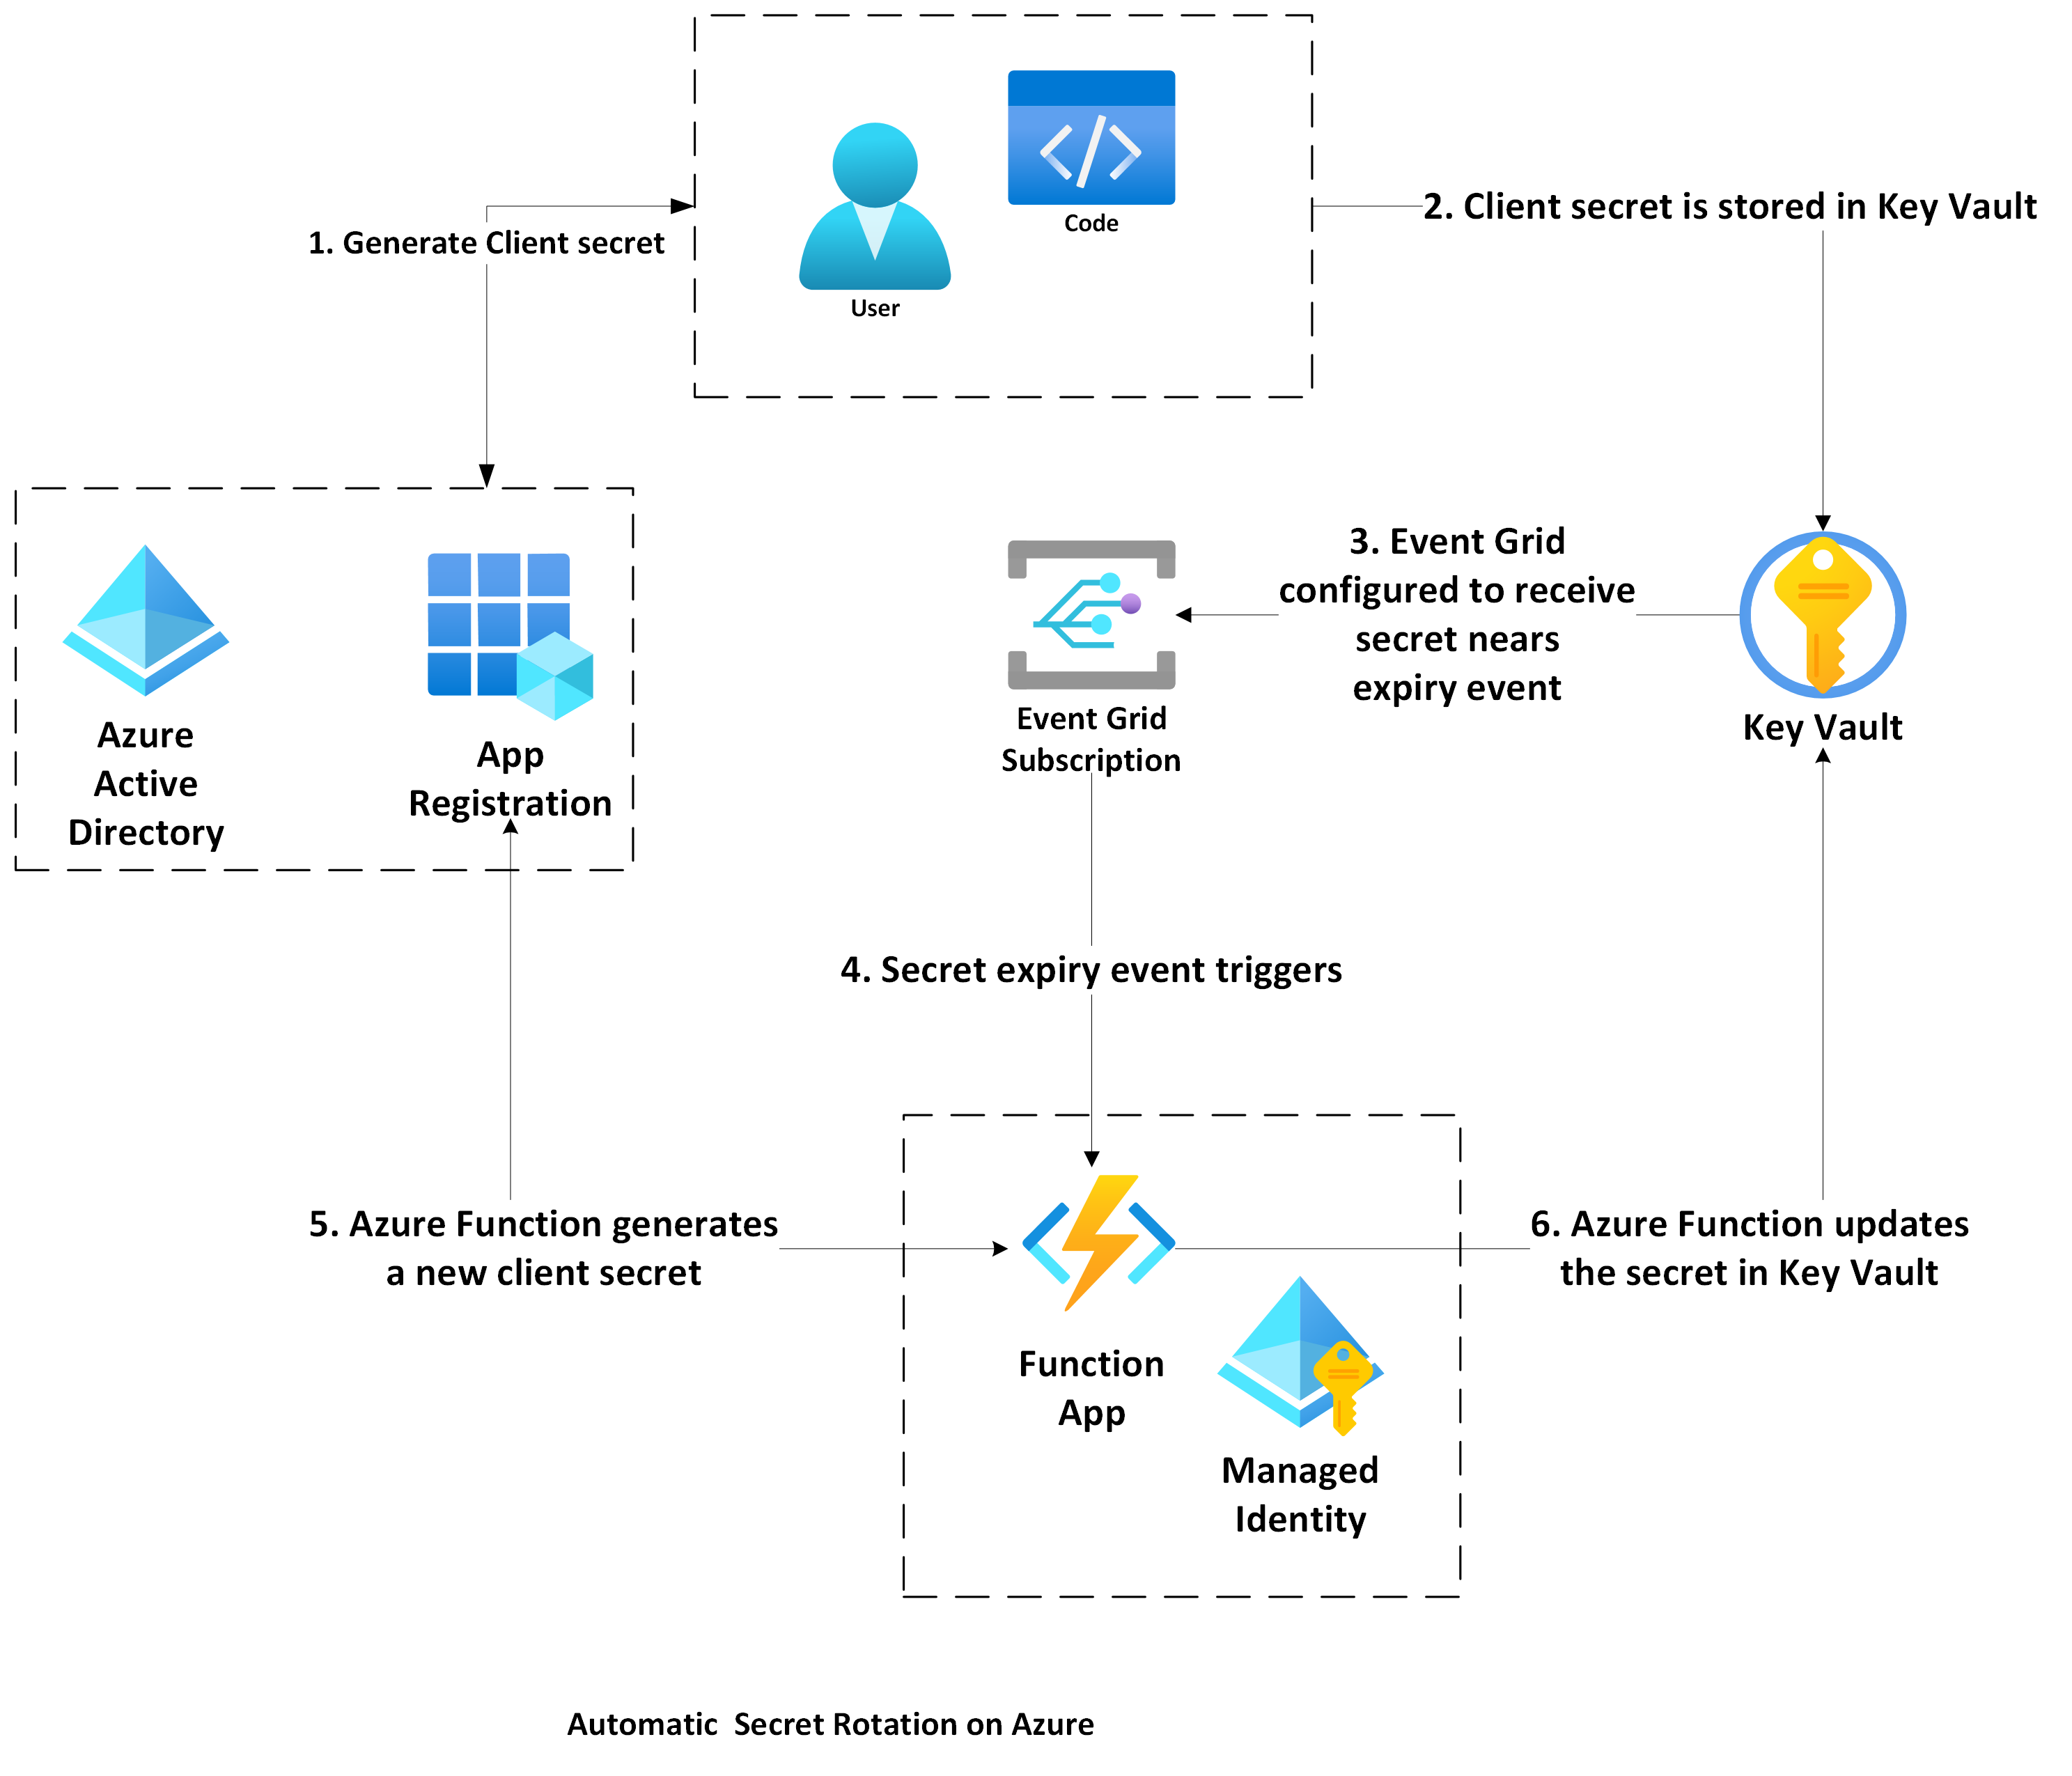 Code
User
1. Generate Client secret
2. Client secret is stored in Key Vault
Azure
Active
Directory
App
Registration
Event Grid
Subscription
3. Event Grid
configured to receive
secret nears
expiry event
Key Vault
4. Secret expiry event triggers
5. Azure Function generates
a new client secret
Function
App
Managed
Identity
6. Azure Function updates
the secret in Key Vault
Automatic  Secret Rotation on Azure